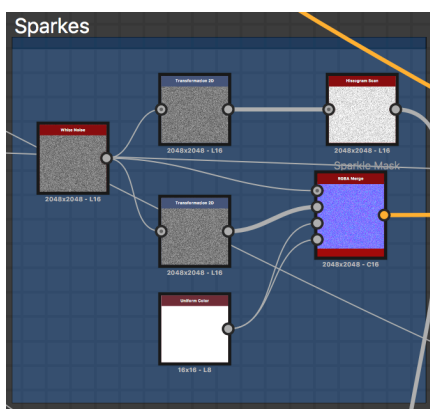 Sparkes
Transformation 2D
Histogram Scan
White Noise
2048x2048 - L16
2048x2048 - L16
Sparkle Mask
2048x2048 - L16
Transformation 2D
RGBA Merge
2048x2048 - L16
2048x2048 - C16
Uniform Color
16x16 - L8